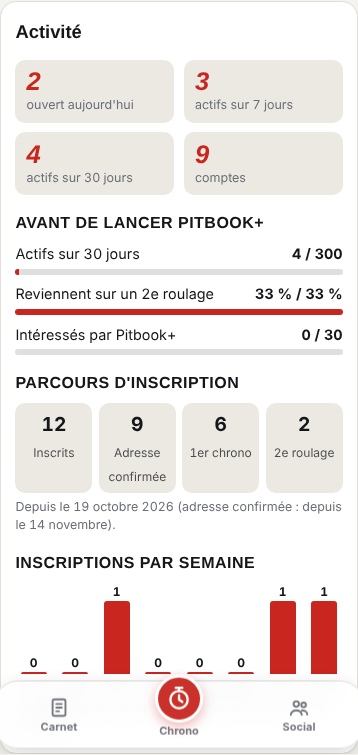 Activité
2
ouvert aujourd'hui
3
actifs sur 7 jours
4
actifs sur 30 jours
9
comptes
AVANT DE LANCER PITBOOK+
Actifs sur 30 jours 4 / 300
Reviennent sur un 2e roulage 33 % / 33 %
Intéressés par Pitbook+ 0 / 30
PARCOURS D'INSCRIPTION
12
Inscrits
9
Adresse
confirmée
6
1er chrono
2
2e roulage
Depuis le 19 octobre 2026 (adresse confirmée : depuis
le 14 novembre).
INSCRIPTIONS PAR SEMAINE
0 0 1 0 0 0 1 1
Carnet Chrono Social